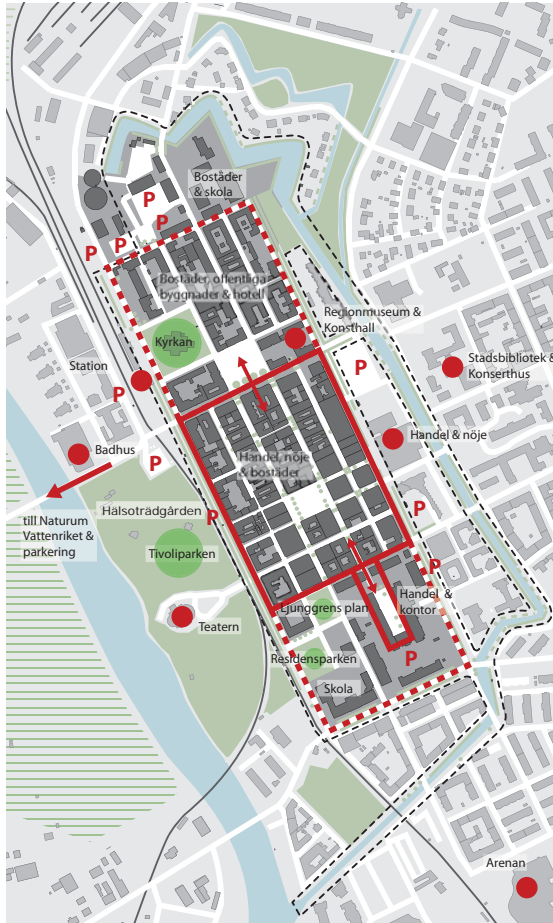 Bostäder
& skola
P
P
P
P
P
Bostäder, offentliga
byggnader & hotell
Regionmuseum &
Konsthall
Kyrkan
Station
P
P
Stadsbibliotek &
Konserthus
Handel & nöje
Badhus
P
Handel, nöje
& bostäder
Hälsoträdgården
P
P
till Naturum
Vattenriket &
parkering
Tivoliparken
P
Handel &
kontor
Ljunggrens plan
Teatern
P
Residensparken
Skola
Arenan